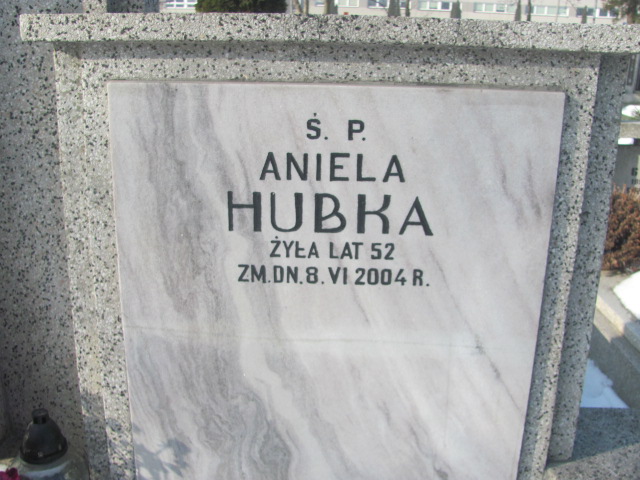 Ś. P.
ANIELA
HUBKA
ŻYŁA LAT 52
ZM.DN.8.VI 2004 R.